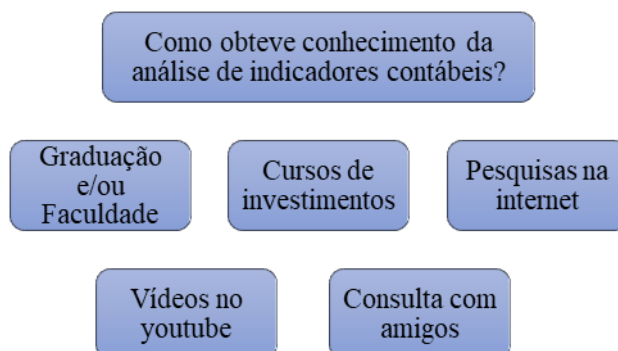 Como obteve conhecimento da
análise de indicadores contábeis?
Graduação
e/ou
Faculdade
Cursos de
investimentos
Pesquisas na
internet
Vídeos no
youtube
Consulta com
amigos